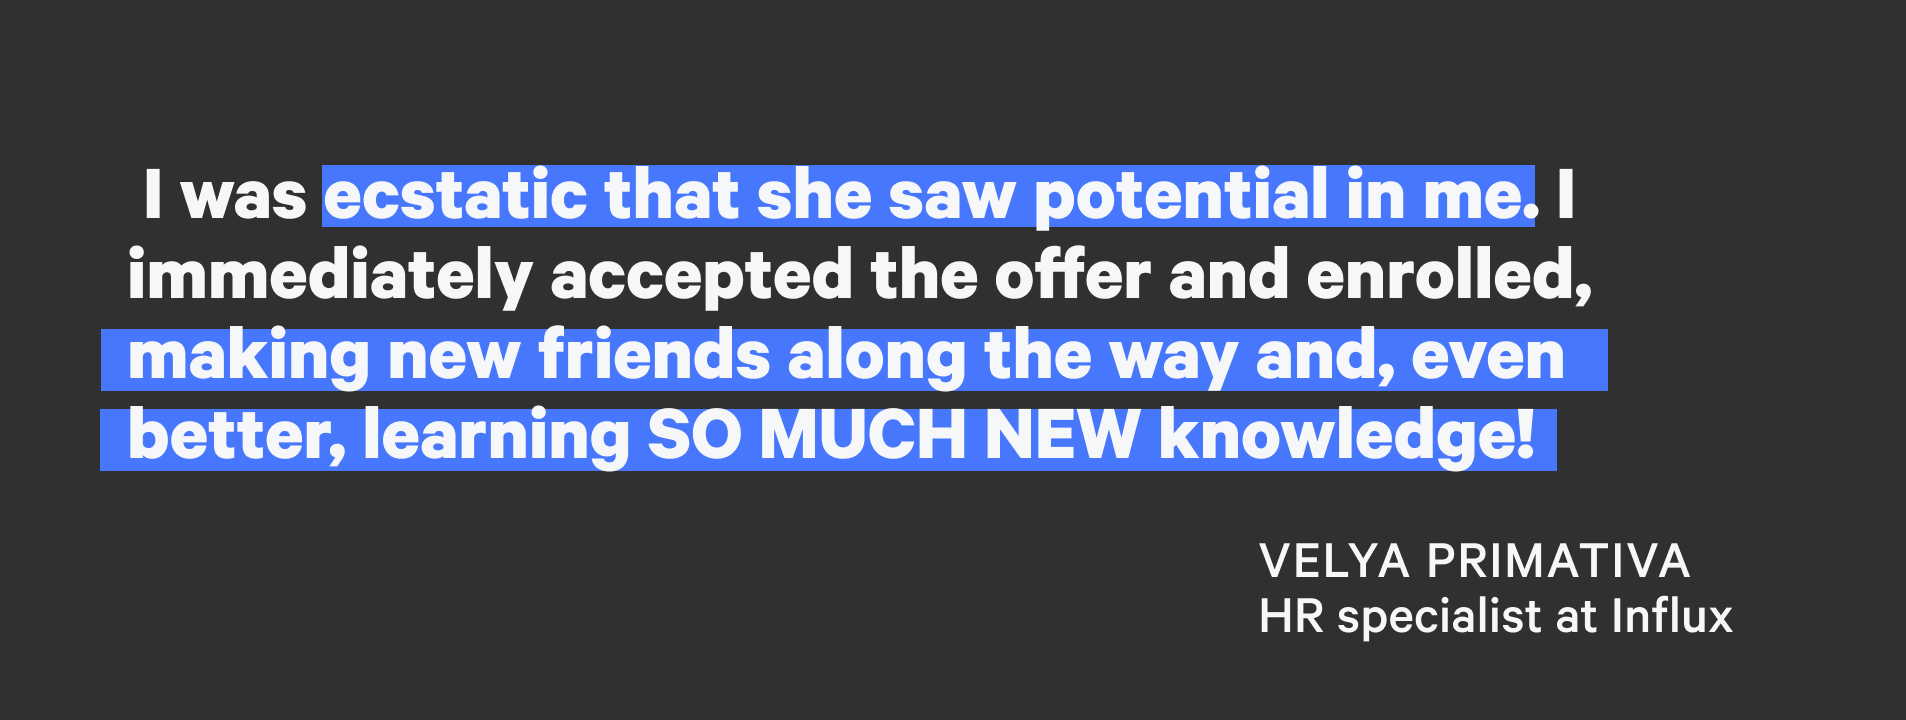 I was ecstatic that she saw potential in me. I
immediately accepted the offer and enrolled,
making new friends along the way and, even
better, learning SO MUCH NEW knowledge!
VELYA PRIMATIVA
HR specialist at Influx